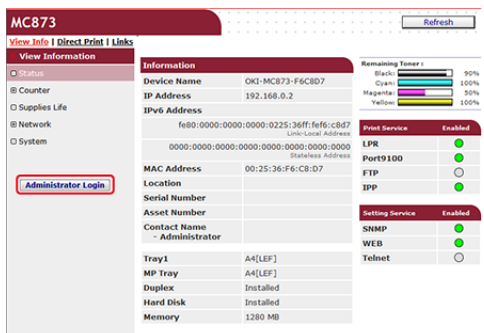 MC873
Refresh
View Info | Direct Print | Links
View Information
Status
Counter
Supplies Life
Network
System
Administrator Login
Information
Device Name OKI-MC873-F6C8D7
IP Address 192.168.0.2
IPv6 Address
fe80:0000:0000:0000:0225:36ff:fef6:c8d7
Link-Local Address
0000:0000:0000:0000:0000:0000:0000:0000
Stateless Address
MAC Address 00:25:36:F6:C8:D7
Location
Serial Number
Asset Number
Contact Name
- Administrator
Tray1 A4[LEF]
MP Tray A4[LEF]
Duplex Installed
Hard Disk Installed
Memory 1280 MB
Remaining Toner :
Black: 90%
Cyan: 100%
Magenta: 50%
Yellow: 100%
Print Service Enabled
LPR
Port9100
FTP
IPP
Setting Service Enabled
SNMP
WEB
Telnet